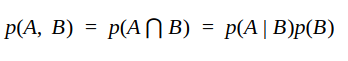 p(A, B) = p(A ⋂ B) = p(A | B)p(B)